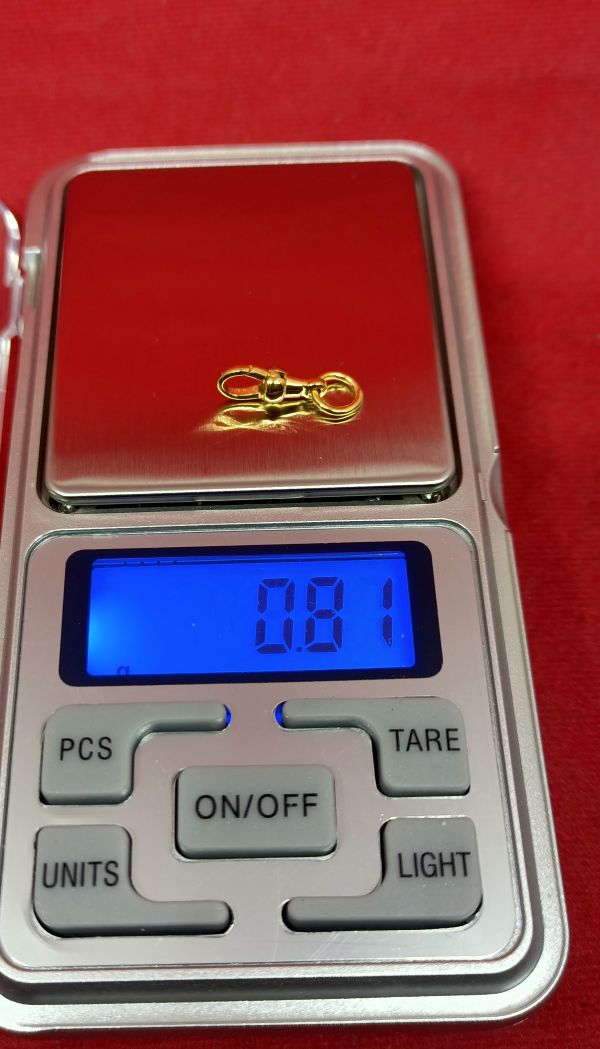 0.81
g
PCS
TARE
ON/OFF
UNITS
LIGHT